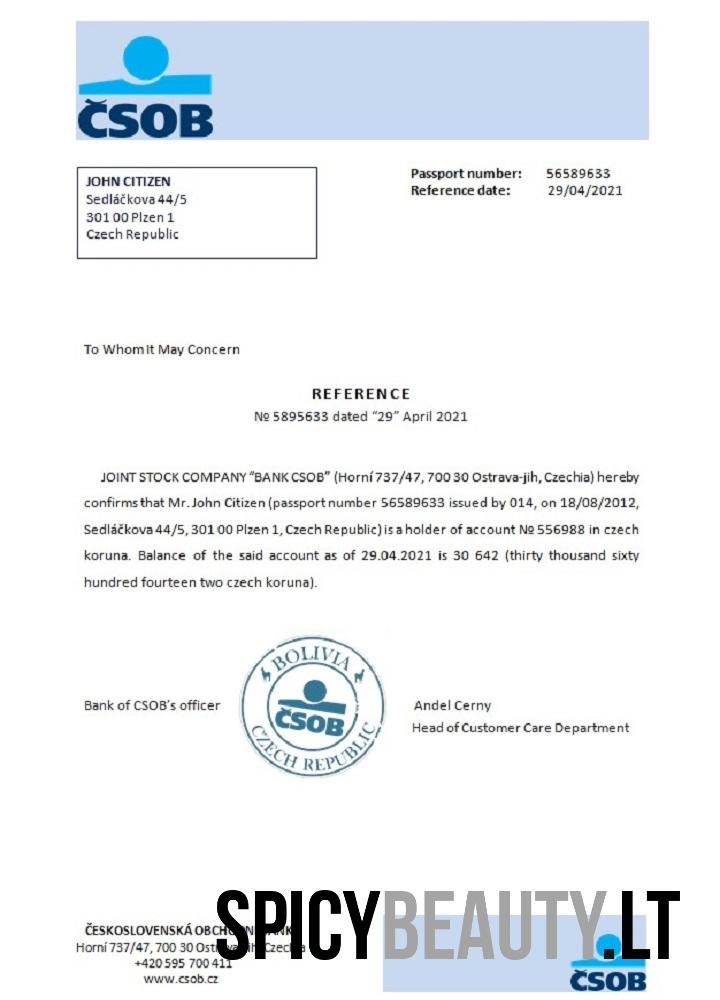 ČSOB
JOHN CITIZEN
Sedláčkova 44/5
301 00 Plzen 1
Czech Republic
Passport number: 56589633
Reference date: 29/04/2021
To Whom It May Concern
REFERENCE
№ 5895633 dated “29” April 2021
JOINT STOCK COMPANY “BANK CSOB” (Horní 737/47, 700 30 Ostrava-jih, Czechia) hereby
confirms that Mr. John Citizen (passport number 56589633 issued by 014, on 18/08/2012,
Sedláčkova 44/5, 301 00 Plzen 1, Czech Republic) is a holder of account № 556988 in czech
koruna. Balance of the said account as of 29.04.2021 is 30 642 (thirty thousand sixty
hundred fourteen two czech koruna).
BOLIVIA
ČSOB
CZECH REPUBLIC
Bank of CSOB’s officer
Andel Cerny
Head of Customer Care Department
SPICYBEAUTY.LT
ČESKOSLOVENSKÁ
Horní 737/47, 700 30
+420 595 700 411
www.csob.cz
ČSOB